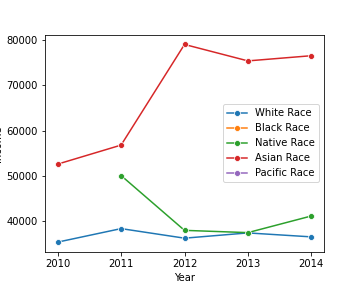 80000
70000
60000
50000
40000
2010 2011 2012 2013 2014
Year
White Race
Black Race
Native Race
Asian Race
Pacific Race